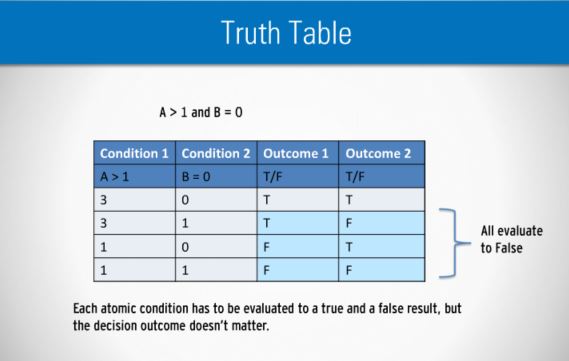 Truth Table
A > 1 and B = 0
Condition 1 Condition 2 Outcome 1 Outcome 2
A > 1 B = 0 T/F T/F
3 0 T T
3 1 T F
1 0 F T
1 1 F F
All evaluate
to False
Each atomic condition has to be evaluated to a true and a false result, but
the decision outcome doesn't matter.